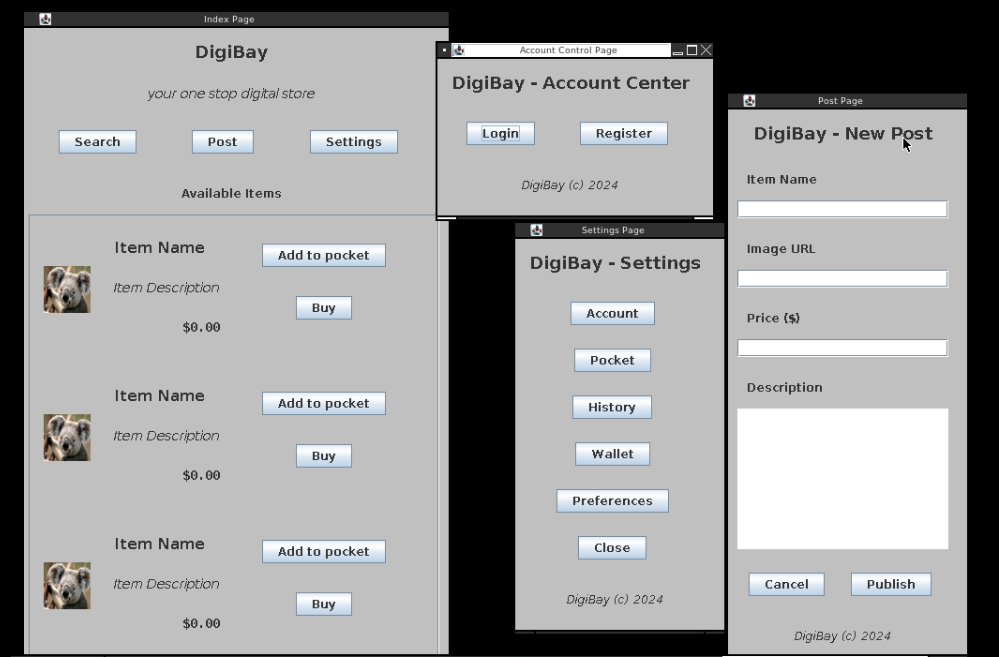 Index Page
DigiBay
your one stop digital store
Search Post Settings
Available Items
Item Name
Add to pocket
Item Description
Buy
$0.00
Item Name
Add to pocket
Item Description
Buy
$0.00
Item Name
Add to pocket
Item Description
Buy
$0.00
Account Control Page
DigiBay - Account Center
Login Register
DigiBay (c) 2024
Settings Page
DigiBay - Settings
Account
Pocket
History
Wallet
Preferences
Close
DigiBay (c) 2024
Post Page
DigiBay - New Post
Item Name
Image URL
Price ($)
Description
Cancel Publish
DigiBay (c) 2024